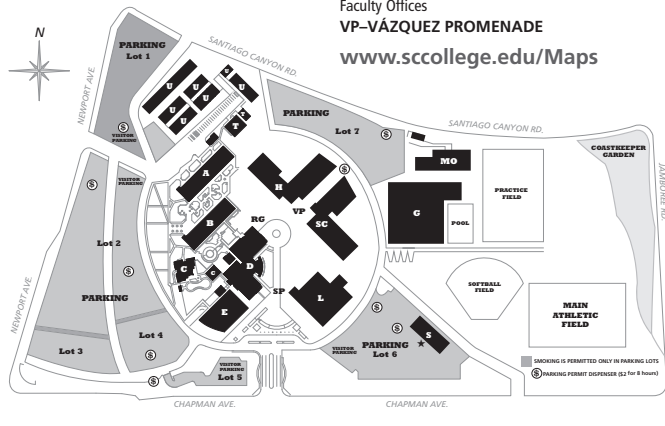 Faculty Offices
VP–VÁZQUEZ PROMENADE
www.sccollege.edu/Maps
N
NEWPORT AVE.
PARKING
Lot 1
SANTIAGO CANYON RD.
VISITOR
PARKING
U
U
U
U
U
U
U
U
T
T
PARKING
Lot 7
SANTIAGO CANYON RD.
COASTKEEPER
GARDEN
JAMBOREE RD.
MO
PRACTICE
FIELD
G
POOL
A
H
VP
SC
RG
B
C
C
D
SP
E
L
VISITOR
PARKING
Lot 2
PARKING
Lot 3
Lot 4
NEWPORT AVE.
VISITOR
PARKING
Lot 5
VISITOR
PARKING
PARKING
Lot 6
S
SOFTBALL
FIELD
MAIN
ATHLETIC
FIELD
SMOKING IS PERMITTED ONLY IN PARKING LOTS
$ PARKING PERMIT DISPENSER ($2 for 8 hours)
CHAPMAN AVE.
CHAPMAN AVE.